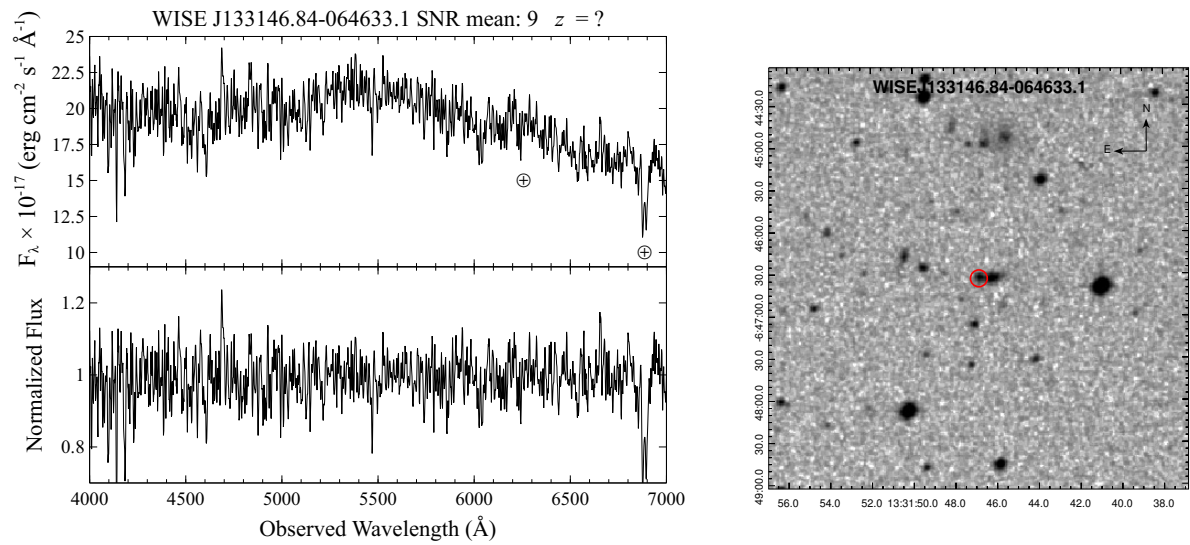 WISE J133146.84-064633.1 SNR mean: 9 z = ?
F_λ × 10⁻¹⁷ (erg cm⁻² s⁻¹ Å⁻¹)
25
22.5
20
17.5
15
12.5
10
Normalized Flux
1.2
1
0.8
4000 4500 5000 5500 6000 6500 7000
Observed Wavelength (Å)
WISEJ133146.84-064633.1
N
E
44:30.0
45:00.0
30.0
46:00.0
30.0
-6:47:00.0
30.0
48:00.0
30.0
49:00.0
56.0 54.0 52.0 13:31:50.0 48.0 46.0 44.0 42.0 40.0 38.0